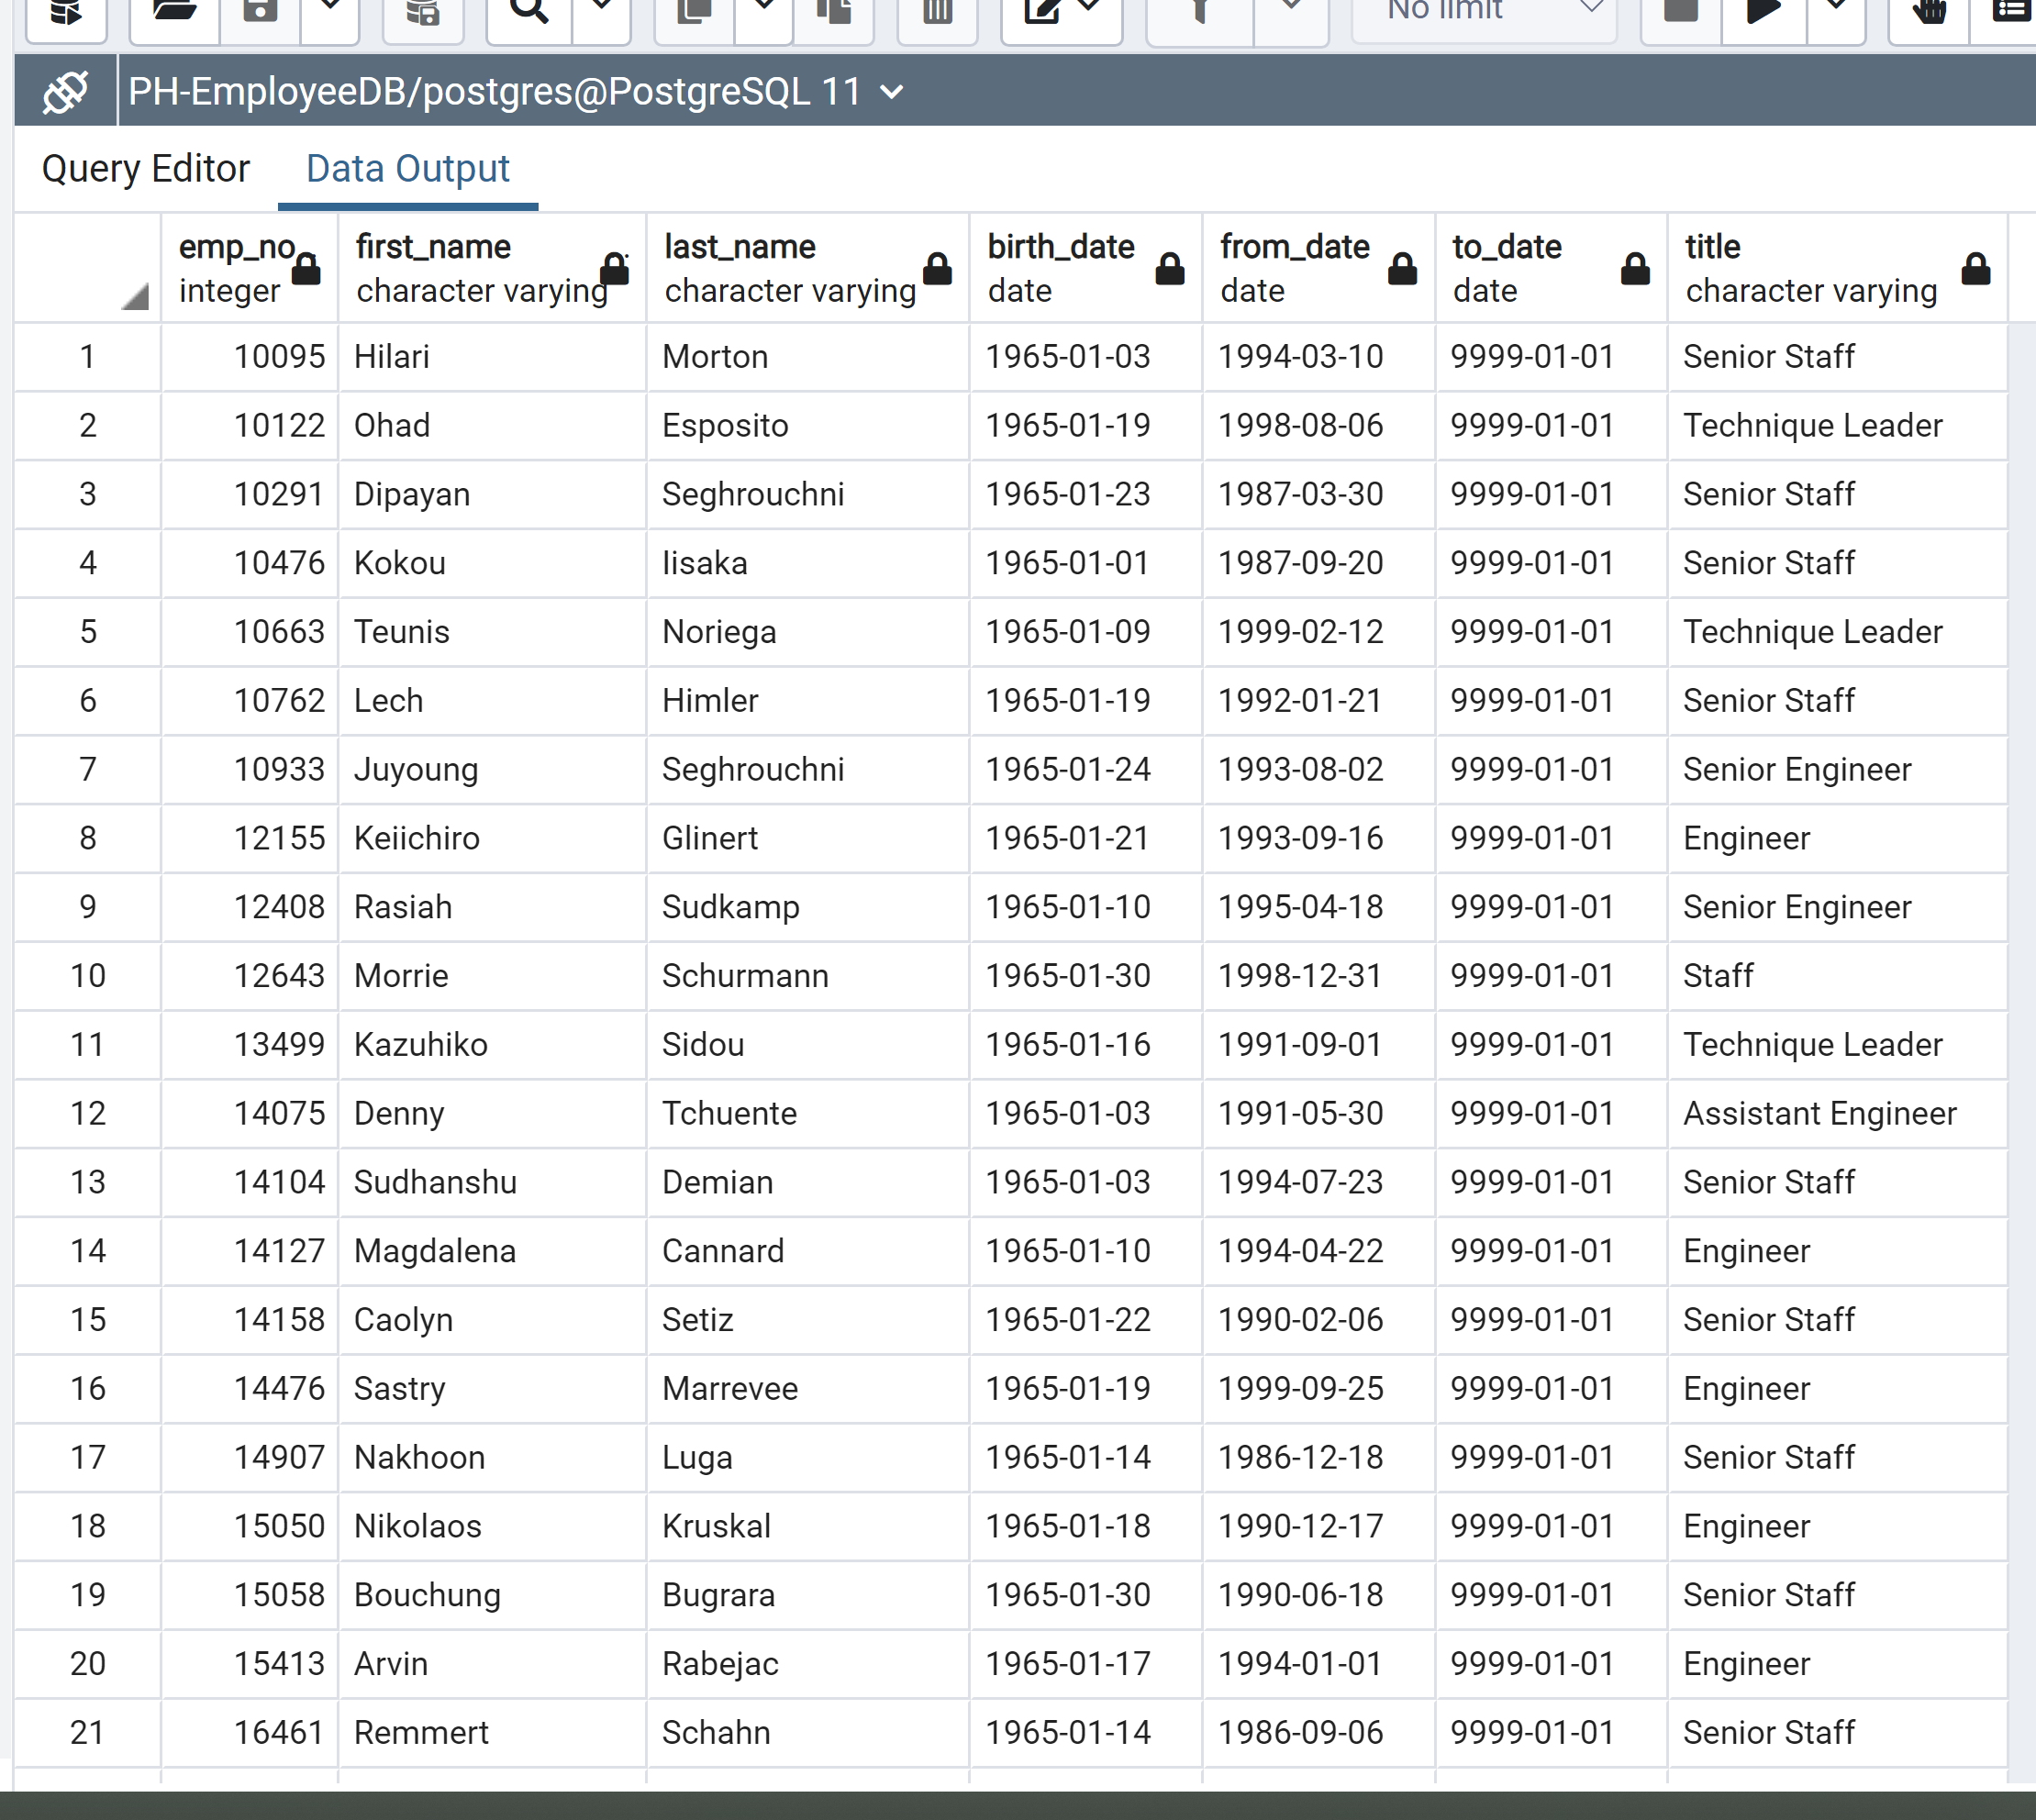 No limit
PH-EmployeeDB/postgres@PostgreSQL 11
Query Editor Data Output
emp_no first_name last_name birth_date from_date to_date title
integer character varying character varying date date date character varying
1 10095 Hilari Morton 1965-01-03 1994-03-10 9999-01-01 Senior Staff
2 10122 Ohad Esposito 1965-01-19 1998-08-06 9999-01-01 Technique Leader
3 10291 Dipayan Seghrouchni 1965-01-23 1987-03-30 9999-01-01 Senior Staff
4 10476 Kokou Iisaka 1965-01-01 1987-09-20 9999-01-01 Senior Staff
5 10663 Teunis Noriega 1965-01-09 1999-02-12 9999-01-01 Technique Leader
6 10762 Lech Himler 1965-01-19 1992-01-21 9999-01-01 Senior Staff
7 10933 Juyoung Seghrouchni 1965-01-24 1993-08-02 9999-01-01 Senior Engineer
8 12155 Keiichiro Glinert 1965-01-21 1993-09-16 9999-01-01 Engineer
9 12408 Rasiah Sudkamp 1965-01-10 1995-04-18 9999-01-01 Senior Engineer
10 12643 Morrie Schurmann 1965-01-30 1998-12-31 9999-01-01 Staff
11 13499 Kazuhiko Sidou 1965-01-16 1991-09-01 9999-01-01 Technique Leader
12 14075 Denny Tchuente 1965-01-03 1991-05-30 9999-01-01 Assistant Engineer
13 14104 Sudhanshu Demian 1965-01-03 1994-07-23 9999-01-01 Senior Staff
14 14127 Magdalena Cannard 1965-01-10 1994-04-22 9999-01-01 Engineer
15 14158 Caolyn Setiz 1965-01-22 1990-02-06 9999-01-01 Senior Staff
16 14476 Sastry Marrevee 1965-01-19 1999-09-25 9999-01-01 Engineer
17 14907 Nakhoon Luga 1965-01-14 1986-12-18 9999-01-01 Senior Staff
18 15050 Nikolaos Kruskal 1965-01-18 1990-12-17 9999-01-01 Engineer
19 15058 Bouchung Bugrara 1965-01-30 1990-06-18 9999-01-01 Senior Staff
20 15413 Arvin Rabejac 1965-01-17 1994-01-01 9999-01-01 Engineer
21 16461 Remmert Schahn 1965-01-14 1986-09-06 9999-01-01 Senior Staff